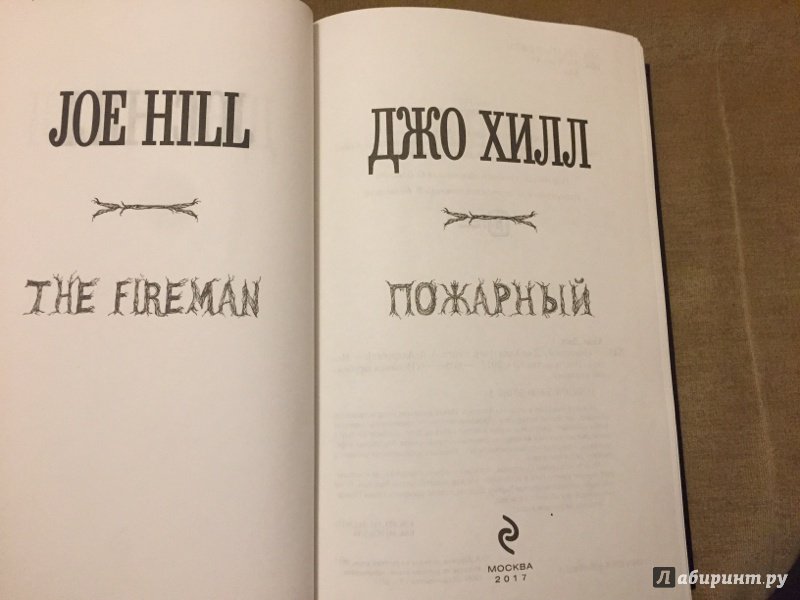 JOE HILL
THE FIREMAN
ДЖО ХИЛЛ
ПОЖАРНЫЙ
МОСКВА
2017
Лабиринт.ру